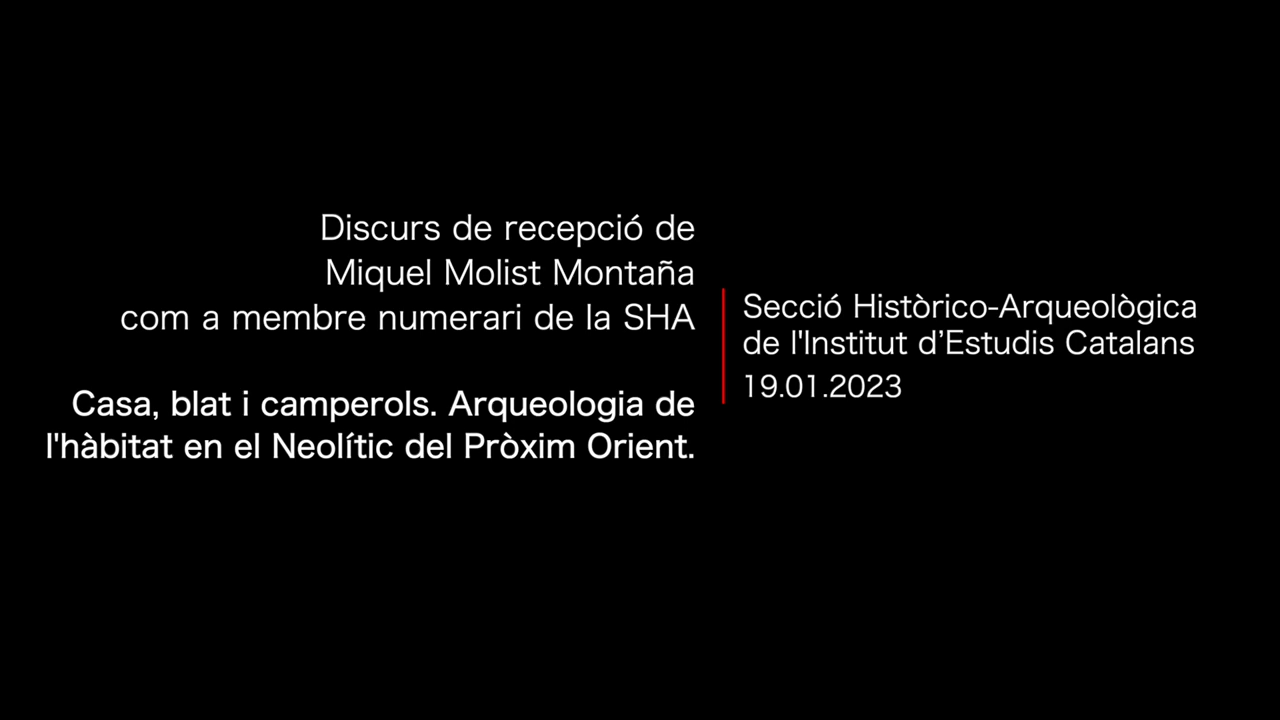 Discurs de recepció de
Miquel Molist Montaña
com a membre numerari de la SHA
Casa, blat i camperols. Arqueologia de
l'hàbitat en el Neolític del Pròxim Orient.
Secció Històrico-Arqueològica
de l'Institut d’Estudis Catalans
19.01.2023